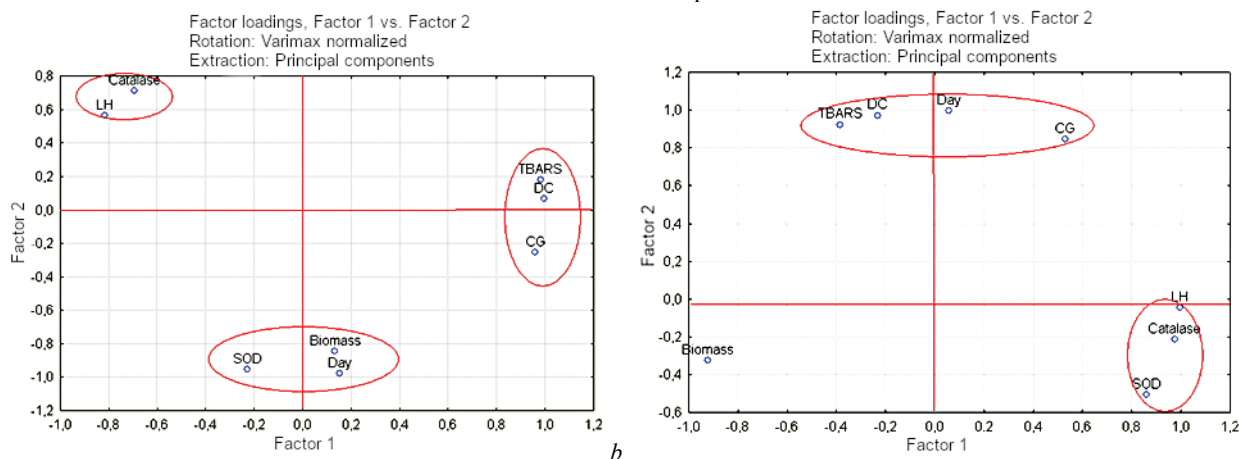 Factor loadings, Factor 1 vs. Factor 2
Rotation: Varimax normalized
Extraction: Principal components
0,8
0,6
0,4
0,2
0,0
-0,2
-0,4
-0,6
-0,8
-1,0
-1,2
Factor 2
Catalase
LH
TBARS
DC
CG
Biomass
SOD
Day
-1,0 -0,8 -0,6 -0,4 -0,2 0,0 0,2 0,4 0,6 0,8 1,0 1,2
Factor 1
b
Factor loadings, Factor 1 vs. Factor 2
Rotation: Varimax normalized
Extraction: Principal components
1,2
1,0
0,8
0,6
0,4
0,2
0,0
-0,2
-0,4
-0,6
Factor 2
TBARS DC Day
CG
LH
Catalase
Biomass
SOD
-1,0 -0,8 -0,6 -0,4 -0,2 0,0 0,2 0,4 0,6 0,8 1,0 1,2
Factor 1